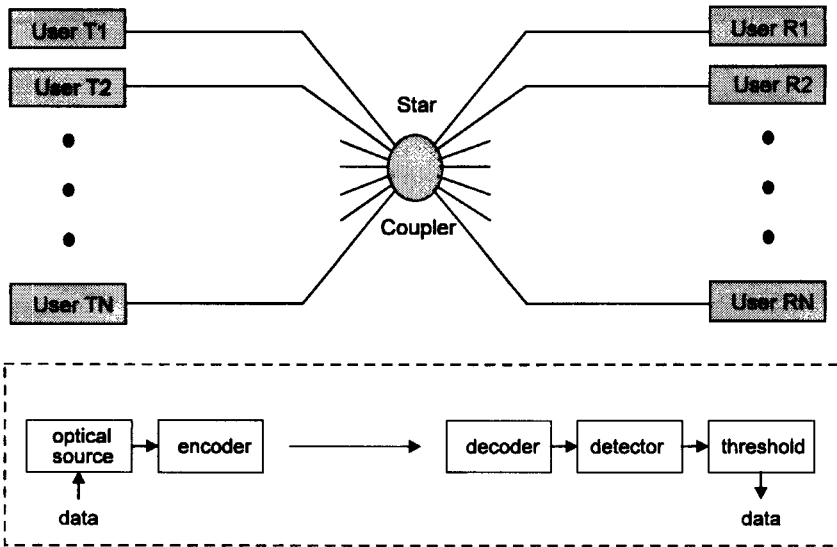 User T1
User R1
User T2
User R2
Star
Coupler
User TN
User RN
optical
source
encoder
decoder
detector
threshold
data
data